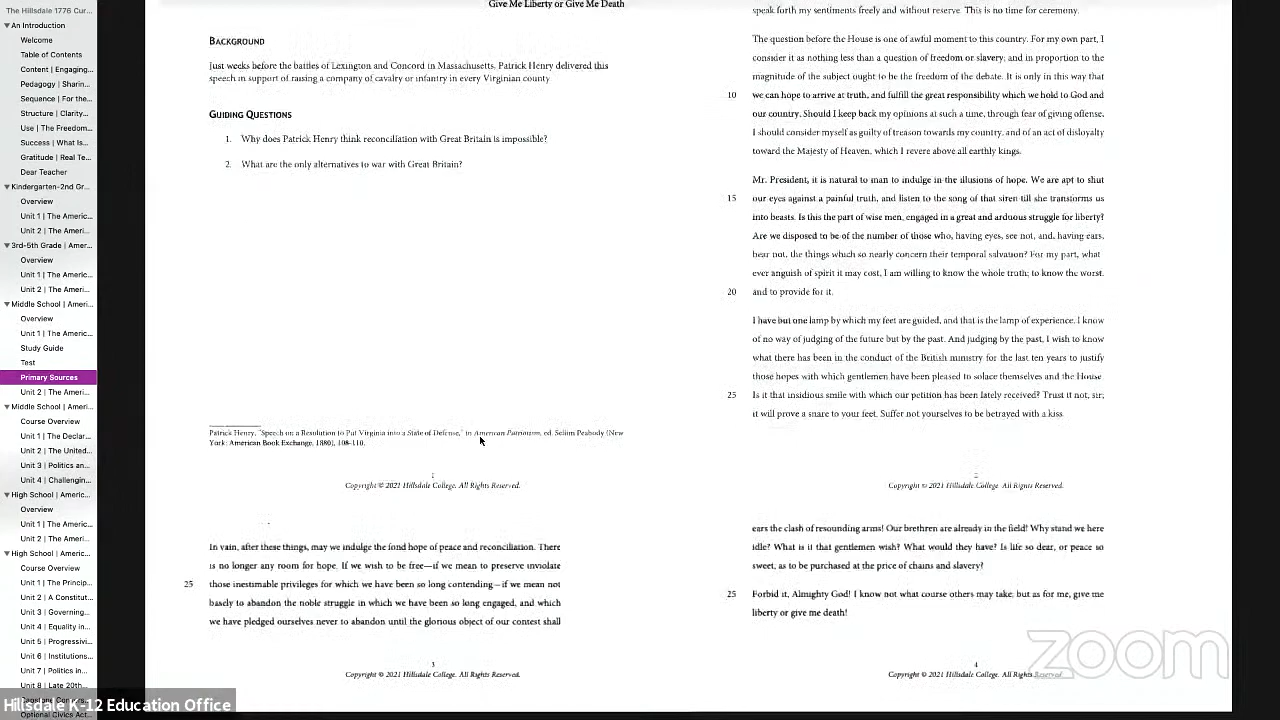 The Hillsdale 1776 Cur...
An Introduction
Welcome
Table of Contents
Content | Engaging...
Pedagogy | Sharin...
Sequence | For the...
Structure | Clarity...
Use | The Freedom...
Success | What Is...
Gratitude | Real Te...
Dear Teacher
Kindergarten-2nd Gr...
Overview
Unit 1 | The Americ...
Unit 2 | The Americ...
3rd-5th Grade | Amer...
Overview
Unit 1 | The Americ...
Unit 2 | The Americ...
Middle School | Ameri...
Overview
Unit 1 | The Americ...
Study Guide
Test
Primary Sources
Unit 2 | The Ameri...
Middle School | Ameri...
Course Overview
Unit 1 | The Declar...
Unit 2 | The United...
Unit 3 | Politics an...
Unit 4 | Challengin...
High School | Americ...
Overview
Unit 1 | The Americ...
Unit 2 | The Americ...
High School | Americ...
Course Overview
Unit 1 | The Princip...
Unit 2 | A Constitut...
Unit 3 | Governing...
Unit 4 | Equality in...
Unit 5 | Progressivi...
Unit 6 | Institutions...
Unit 7 | Politics in...
Unit 8 | Late 20th...
Optional Civics Act...
Give Me Liberty or Give Me Death
BACKGROUND
Just weeks before the battles of Lexington and Concord in Massachusetts, Patrick Henry delivered this
speech in support of raising a company of cavalry or infantry in every Virginian county
GUIDING QUESTIONS
1. Why does Patrick Henry think reconciliation with Great Britain is impossible?
2. What are the only alternatives to war with Great Britain?
Patrick Henry, "Speech on a Resolution to Put Virginia into a State of Defense," in American Patriotism, ed. Selim Peabody (New
York: American Book Exchange, 1880), 108-110.
1
Copyright © 2021 Hillsdale College. All Rights Reserved.
speak forth my sentiments freely and without reserve. This is no time for ceremony.
The question before the House is one of awful moment to this country. For my own part, I
consider it as nothing less than a question of freedom or slavery; and in proportion to the
magnitude of the subject ought to be the freedom of the debate. It is only in this way that
10 we can hope to arrive at truth, and fulfill the great responsibility which we hold to God and
our country. Should I keep back my opinions at such a time, through fear of giving offense,
I should consider myself as guilty of treason towards my country, and of an act of disloyalty
toward the Majesty of Heaven, which I revere above all earthly kings.
Mr. President, it is natural to man to indulge in the illusions of hope. We are apt to shut
15 our eyes against a painful truth, and listen to the song of that siren till she transforms us
into beasts. Is this the part of wise men, engaged in a great and arduous struggle for liberty?
Are we disposed to be of the number of those who, having eyes, see not, and, having ears,
hear not, the things which so nearly concern their temporal salvation? For my part, what
ever anguish of spirit it may cost, I am willing to know the whole truth; to know the worst,
20 and to provide for it.
I have but one lamp by which my feet are guided, and that is the lamp of experience. I know
of no way of judging of the future but by the past. And judging by the past, I wish to know
what there has been in the conduct of the British ministry for the last ten years to justify
those hopes with which gentlemen have been pleased to solace themselves and the House
25 Is it that insidious smile with which our petition has been lately received? Trust it not, sir;
it will prove a snare to your feet. Suffer not yourselves to be betrayed with a kiss
2
Copyright © 2021 Hillsdale College. All Rights Reserved.
In vain, after these things, may we indulge the fond hope of peace and reconciliation. There
is no longer any room for hope. If we wish to be free—if we mean to preserve inviolate
25 those inestimable privileges for which we have been so long contending—if we mean not
basely to abandon the noble struggle in which we have been so long engaged, and which
we have pledged ourselves never to abandon until the glorious object of our contest shall
3
Copyright © 2021 Hillsdale College. All Rights Reserved.
ears the clash of resounding arms! Our brethren are already in the field! Why stand we here
idle? What is it that gentlemen wish? What would they have? Is life so dear, or peace so
sweet, as to be purchased at the price of chains and slavery?
25 Forbid it, Almighty God! I know not what course others may take; but as for me, give me
liberty or give me death!
4
Copyright © 2021 Hillsdale College. All Rights Reserved
zoom
Hillsdale K-12 Education Office